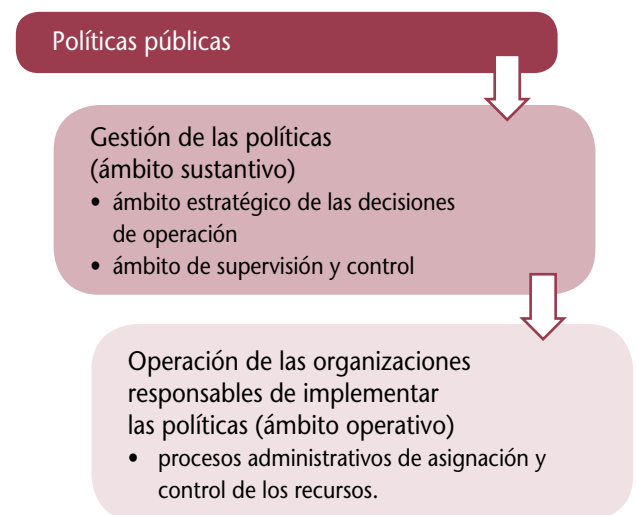 Políticas públicas
Gestión de las políticas
(ámbito sustantivo)
• ámbito estratégico de las decisiones
de operación
• ámbito de supervisión y control
Operación de las organizaciones
responsables de implementar
las políticas (ámbito operativo)
• procesos administrativos de asignación y
control de los recursos.